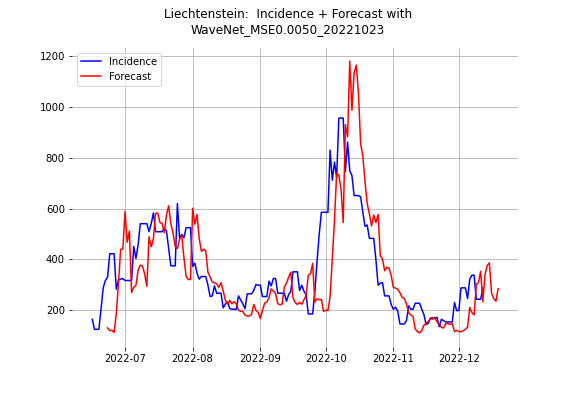 Liechtenstein:  Incidence + Forecast with
WaveNet_MSE0.0050_20221023
Incidence
Forecast
1200
1000
800
600
400
200
2022-07 2022-08 2022-09 2022-10 2022-11 2022-12